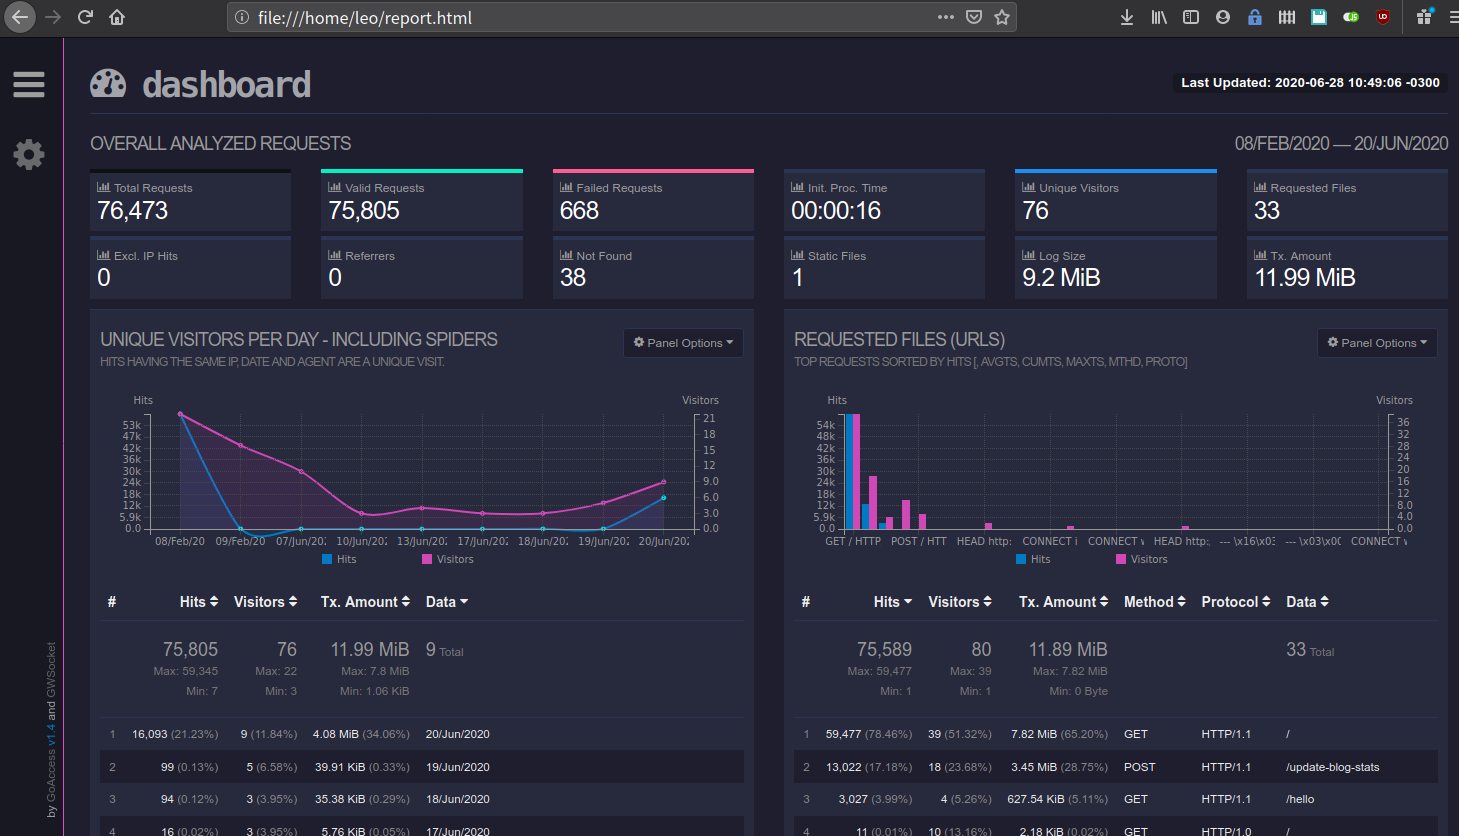 file:///home/leo/report.html
dashboard
Last Updated: 2020-06-28 10:49:06 -0300
OVERALL ANALYZED REQUESTS
08/FEB/2020 — 20/JUN/2020
Total Requests
76,473
Valid Requests
75,805
Failed Requests
668
Init. Proc. Time
00:00:16
Unique Visitors
76
Requested Files
33
Excl. IP Hits
0
Referrers
0
Not Found
38
Static Files
1
Log Size
9.2 MiB
Tx. Amount
11.99 MiB
UNIQUE VISITORS PER DAY - INCLUDING SPIDERS
Panel Options
HITS HAVING THE SAME IP, DATE AND AGENT ARE A UNIQUE VISIT.
Hits Visitors
53k 21
47k 18
42k 15
36k 12
30k 9.0
24k 6.0
18k 3.0
12k 0.0
5.9k
0.0
08/Feb/20 09/Feb/20 07/Jun/202 10/Jun/202 13/Jun/202 17/Jun/202 18/Jun/202 19/Jun/202 20/Jun/202
Hits Visitors
# Hits Visitors Tx. Amount Data
75,805 76 11.99 MiB 9 Total
Max: 59,345 Max: 22 Max: 7.8 MiB
Min: 7 Min: 3 Min: 1.06 KiB
1 16,093 (21.23%) 9 (11.84%) 4.08 MiB (34.06%) 20/Jun/2020
2 99 (0.13%) 5 (6.58%) 39.91 KiB (0.33%) 19/Jun/2020
3 94 (0.12%) 3 (3.95%) 35.38 KiB (0.29%) 18/Jun/2020
4 16 (0.02%) 3 (3.95%) 5.76 KiB (0.05%) 17/Jun/2020
REQUESTED FILES (URLS)
Panel Options
TOP REQUESTS SORTED BY HITS [, AVGTS, CUMTS, MAXTS, MTHD, PROTO]
Hits Visitors
54k 36
48k 32
42k 28
36k 24
30k 20
24k 16
18k 12
12k 8.0
5.9k 4.0
0.0 0.0
GET / HTTP POST / HTT HEAD http: CONNECT i CONNECT v HEAD http:, --- \x16\x03 --- \x03\x00 CONNECT v
Hits Visitors
# Hits Visitors Tx. Amount Method Protocol Data
75,589 80 11.89 MiB 33 Total
Max: 59,477 Max: 39 Max: 7.82 MiB
Min: 1 Min: 1 Min: 0 Byte
1 59,477 (78.46%) 39 (51.32%) 7.82 MiB (65.20%) GET HTTP/1.1 /
2 13,022 (17.18%) 18 (23.68%) 3.45 MiB (28.75%) POST HTTP/1.1 /update-blog-stats
3 3,027 (3.99%) 4 (5.26%) 627.54 KiB (5.11%) GET HTTP/1.1 /hello
4 11 (0.01%) 10 (13.16%) 2.18 KiB (0.02%) GET HTTP/1.0 /
by GoAccess v1.4 and GWSocket